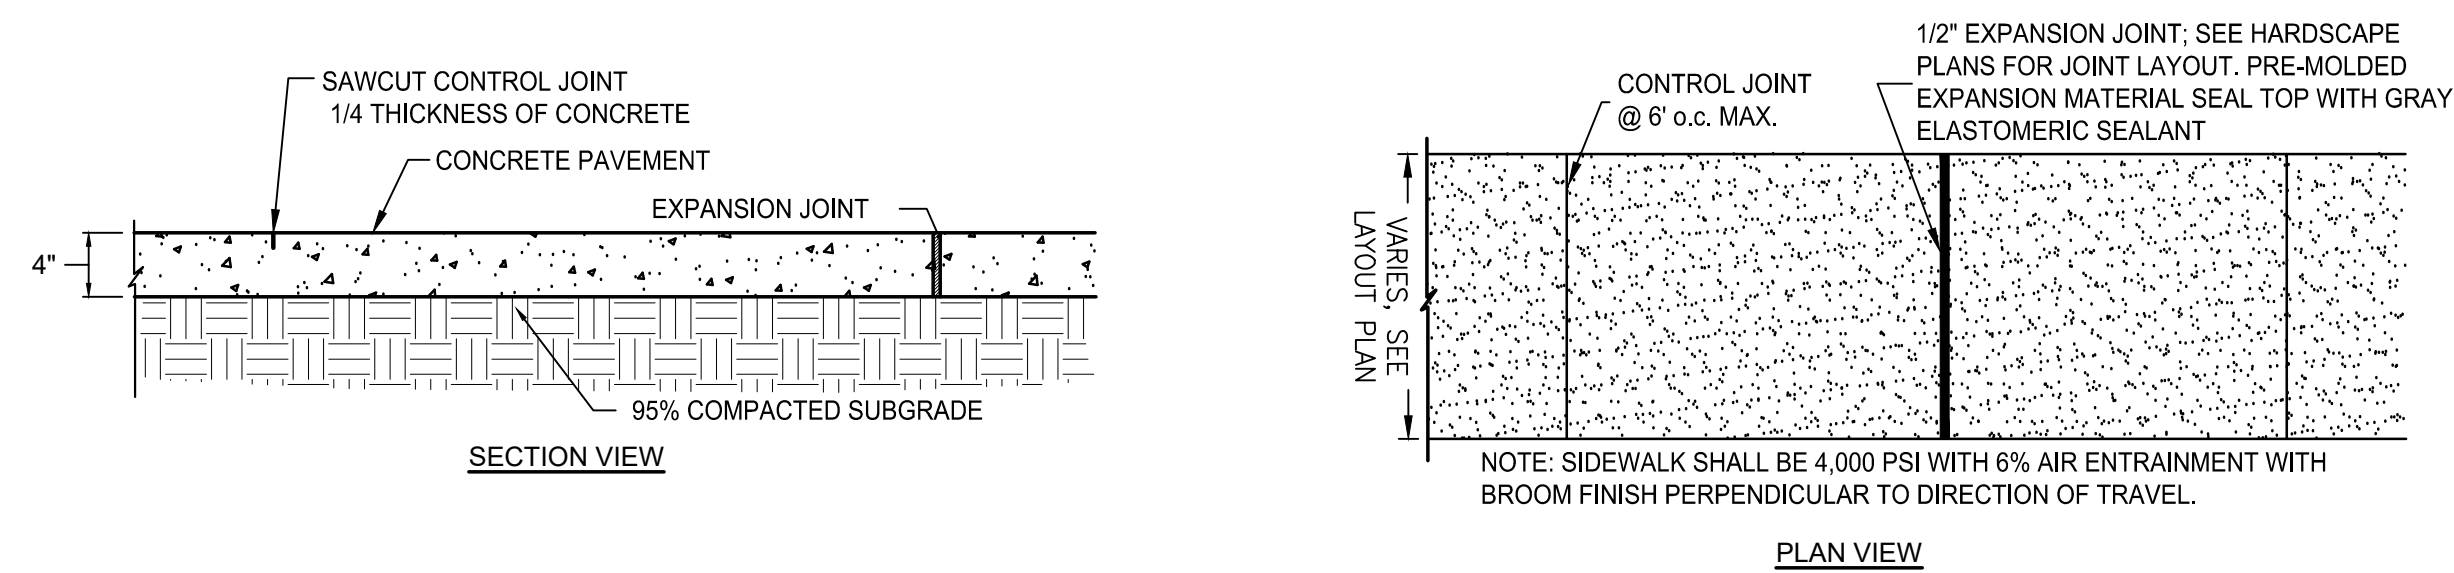 SAWCUT CONTROL JOINT
1/4 THICKNESS OF CONCRETE
CONCRETE PAVEMENT
EXPANSION JOINT
4"
95% COMPACTED SUBGRADE
SECTION VIEW
1/2" EXPANSION JOINT; SEE HARDSCAPE
PLANS FOR JOINT LAYOUT. PRE-MOLDED
EXPANSION MATERIAL SEAL TOP WITH GRAY
ELASTOMERIC SEALANT
CONTROL JOINT
@ 6' o.c. MAX.
VARIES, SEE
LAYOUT PLAN
NOTE: SIDEWALK SHALL BE 4,000 PSI WITH 6% AIR ENTRAINMENT WITH
BROOM FINISH PERPENDICULAR TO DIRECTION OF TRAVEL.
PLAN VIEW